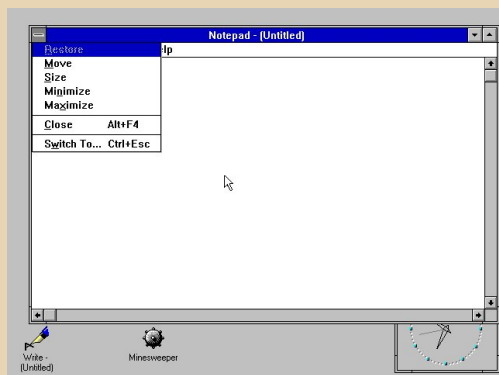 Notepad - (Untitled)
Restore
lp
Move
Size
Minimize
Maximize
Close Alt+F4
Switch To... Ctrl+Esc
Write -
(Untitled)
Minesweeper